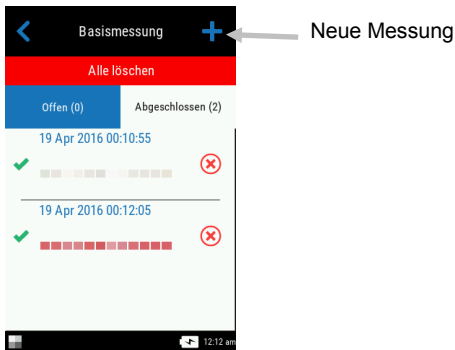 Basismessung
Neue Messung
Alle löschen
Offen (0)
Abgeschlossen (2)
19 Apr 2016 00:10:55
19 Apr 2016 00:12:05
12:12 am